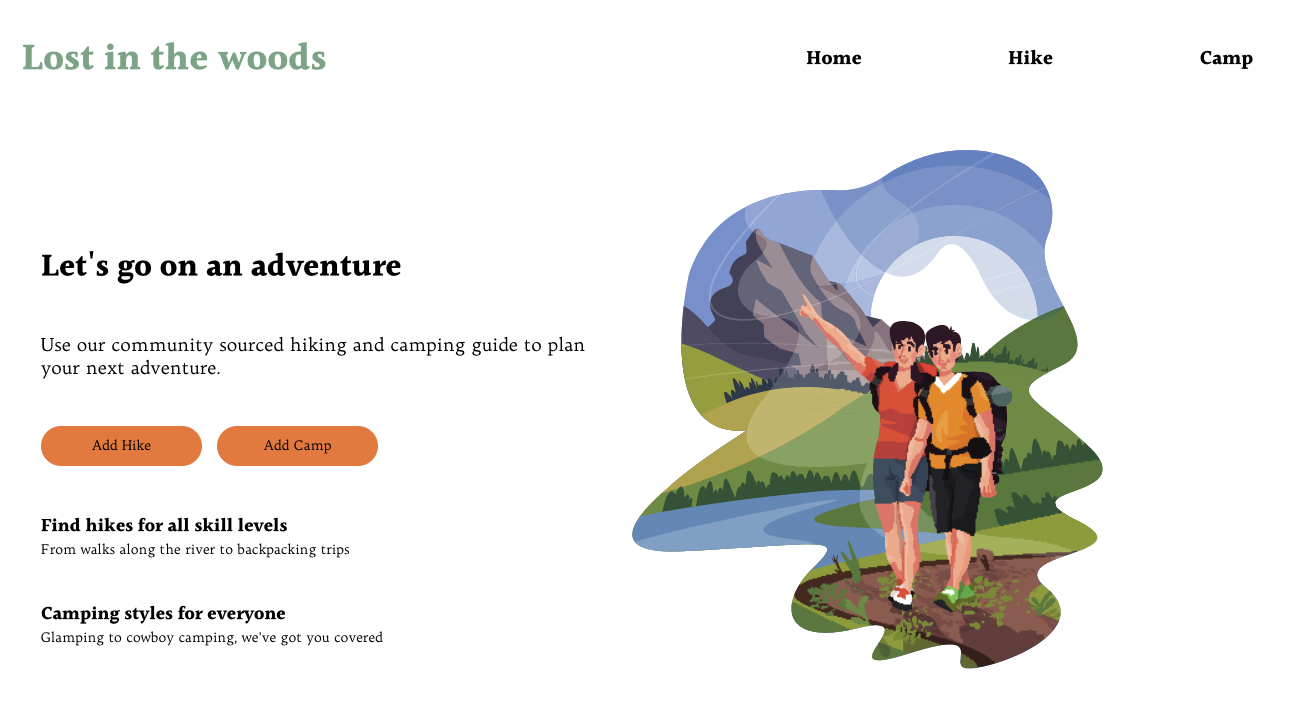 Lost in the woods
Home
Hike
Camp
Let's go on an adventure
Use our community sourced hiking and camping guide to plan
your next adventure.
Add Hike
Add Camp
Find hikes for all skill levels
From walks along the river to backpacking trips
Camping styles for everyone
Glamping to cowboy camping, we've got you covered